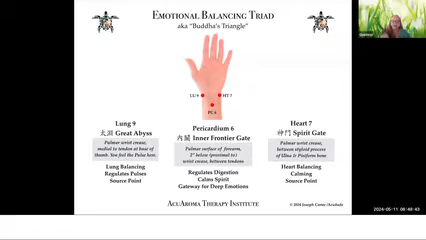 EMOTIONAL BALANCING TRIAD
aka "Buddha's Triangle"
LU 9
HT 7
PC 6
Lung 9
太淵 Great Abyss
Palmar wrist crease,
medial to tendon at base of
thumb. You feel the Pulse here.
Lung Balancing
Regulates Pulses
Source Point
Pericardium 6
內關 Inner Frontier Gate
Palmar surface of forearm,
2" below (proximal to)
wrist crease, between tendons
Regulates Digestion
Calms Spirit
Gateway for Deep Emotions
Heart 7
神門 Spirit Gate
Palmar wrist crease,
between styloid process
of Ulna & Pisiform bone
Heart Balancing
Calming
Source Point
ACUAROMA THERAPY INSTITUTE
2024-05-11 08:48:43